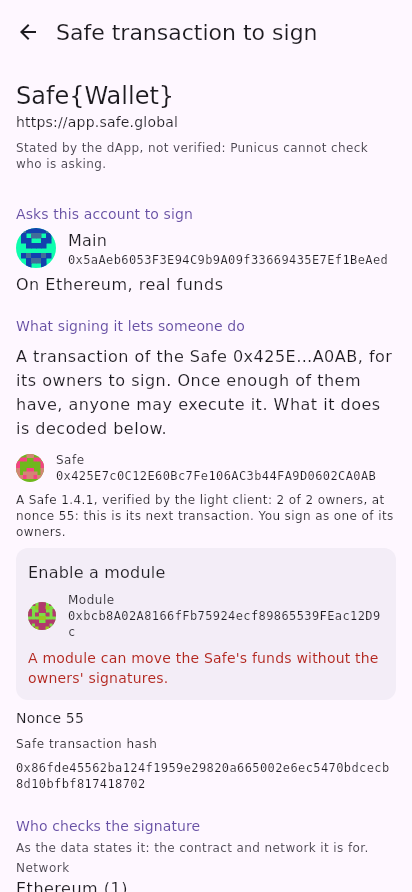 Safe transaction to sign
Safe{Wallet}
https://app.safe.global
Stated by the dApp, not verified: Punicus cannot check
who is asking.
Asks this account to sign
Main
0x5aAeb6053F3E94C9b9A09f33669435E7Ef1BeAed
On Ethereum, real funds
What signing it lets someone do
A transaction of the Safe 0x425E…A0AB, for
its owners to sign. Once enough of them
have, anyone may execute it. What it does
is decoded below.
Safe
0x425E7c0C12E60Bc7Fe106AC3b44FA9D0602CA0AB
A Safe 1.4.1, verified by the light client: 2 of 2 owners, at
nonce 55: this is its next transaction. You sign as one of its
owners.
Enable a module
Module
0xbcb8A02A8166fFb75924ecf89865539FEac12D9
c
A module can move the Safe's funds without the
owners' signatures.
Nonce 55
Safe transaction hash
0x86fde45562ba124f1959e29820a665002e6ec5470bdcecb
8d10bfbf817418702
Who checks the signature
As the data states it: the contract and network it is for.
Network
Ethereum (1)